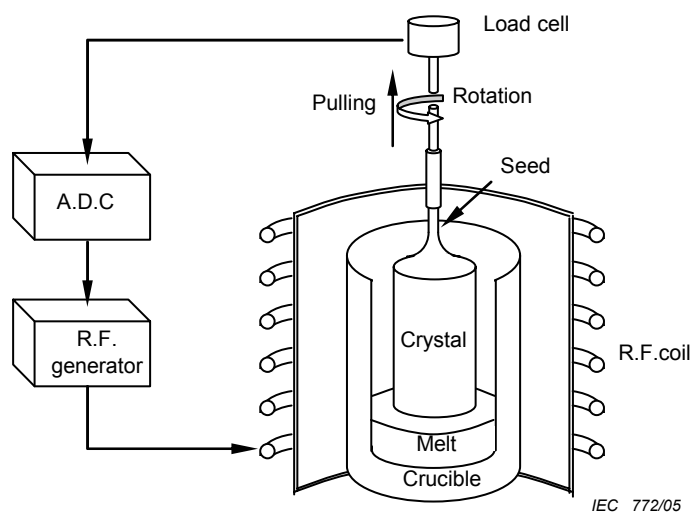 Load cell
Pulling
Rotation
Seed
A.D.C
R.F.
generator
Crystal
R.F.coil
Melt
Crucible
IEC 772/05